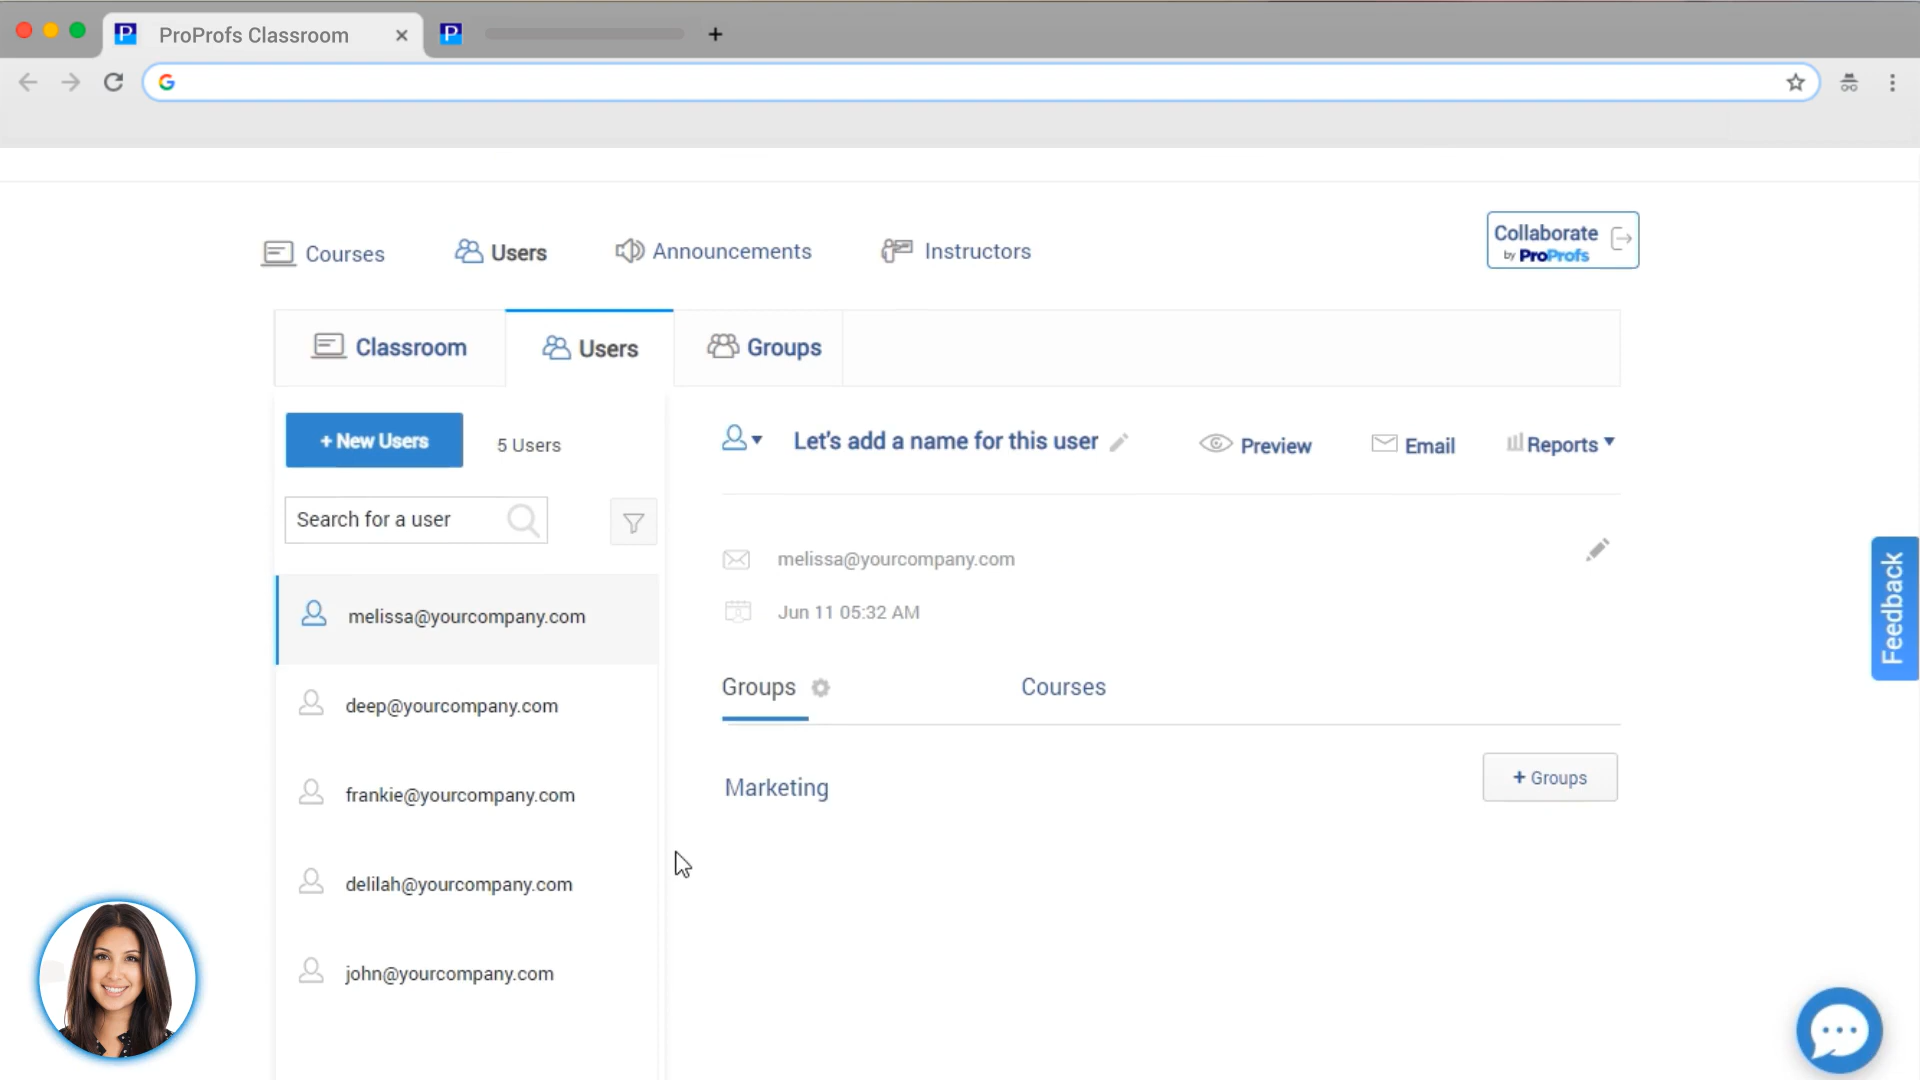 P ProProfs Classroom
P
G
Courses
Users
Announcements
Instructors
Collaborate
by ProProfs
Classroom
Users
Groups
+ New Users
5 Users
Let's add a name for this user
Preview
Email
Reports
Search for a user
melissa@yourcompany.com
Jun 11 05:32 AM
melissa@yourcompany.com
deep@yourcompany.com
frankie@yourcompany.com
delilah@yourcompany.com
john@yourcompany.com
Groups
Courses
Marketing
+ Groups
Feedback